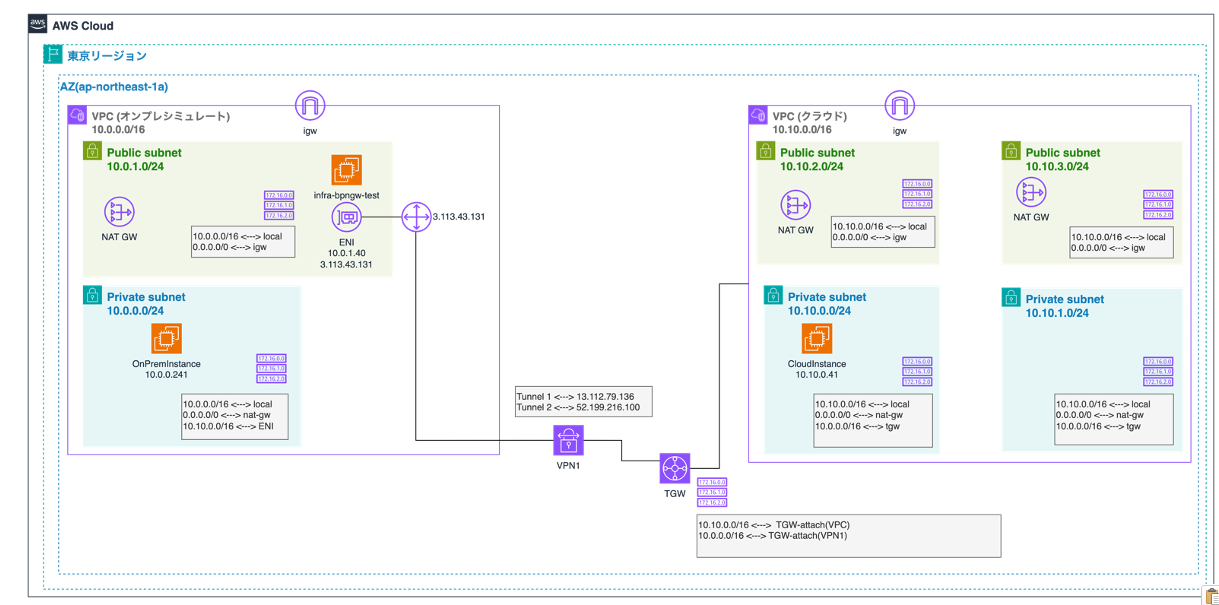 aws
AWS Cloud
東京リージョン
AZ(ap-northeast-1a)
VPC (オンプレシミュレート)
10.0.0.0/16
igw
Public subnet
10.0.1.0/24
NAT GW
172.16.0.0
172.16.1.0
172.16.2.0
10.0.0.0/16 <---> local
0.0.0.0/0 <---> igw
infra-bpngw-test
ENI
10.0.1.40
3.113.43.131
3.113.43.131
Private subnet
10.0.0.0/24
OnPremInstance
10.0.0.241
172.16.0.0
172.16.1.0
172.16.2.0
10.0.0.0/16 <---> local
0.0.0.0/0 <---> nat-gw
10.10.0.0/16 <---> ENI
Tunnel 1 <---> 13.112.79.136
Tunnel 2 <---> 52.199.216.100
VPN1
TGW
172.16.0.0
172.16.1.0
172.16.2.0
10.10.0.0/16 <---> TGW-attach(VPC)
10.0.0.0/16 <---> TGW-attach(VPN1)
VPC (クラウド)
10.10.0.0/16
igw
Public subnet
10.10.2.0/24
NAT GW
172.16.0.0
172.16.1.0
172.16.2.0
10.10.0.0/16 <---> local
0.0.0.0/0 <---> igw
Public subnet
10.10.3.0/24
NAT GW
172.16.0.0
172.16.1.0
172.16.2.0
10.10.0.0/16 <---> local
0.0.0.0/0 <---> igw
Private subnet
10.10.0.0/24
CloudInstance
10.10.0.41
172.16.0.0
172.16.1.0
172.16.2.0
10.10.0.0/16 <---> local
0.0.0.0/0 <---> nat-gw
10.0.0.0/16 <---> tgw
Private subnet
10.10.1.0/24
172.16.0.0
172.16.1.0
172.16.2.0
10.10.0.0/16 <---> local
0.0.0.0/0 <---> nat-gw
10.0.0.0/16 <---> tgw